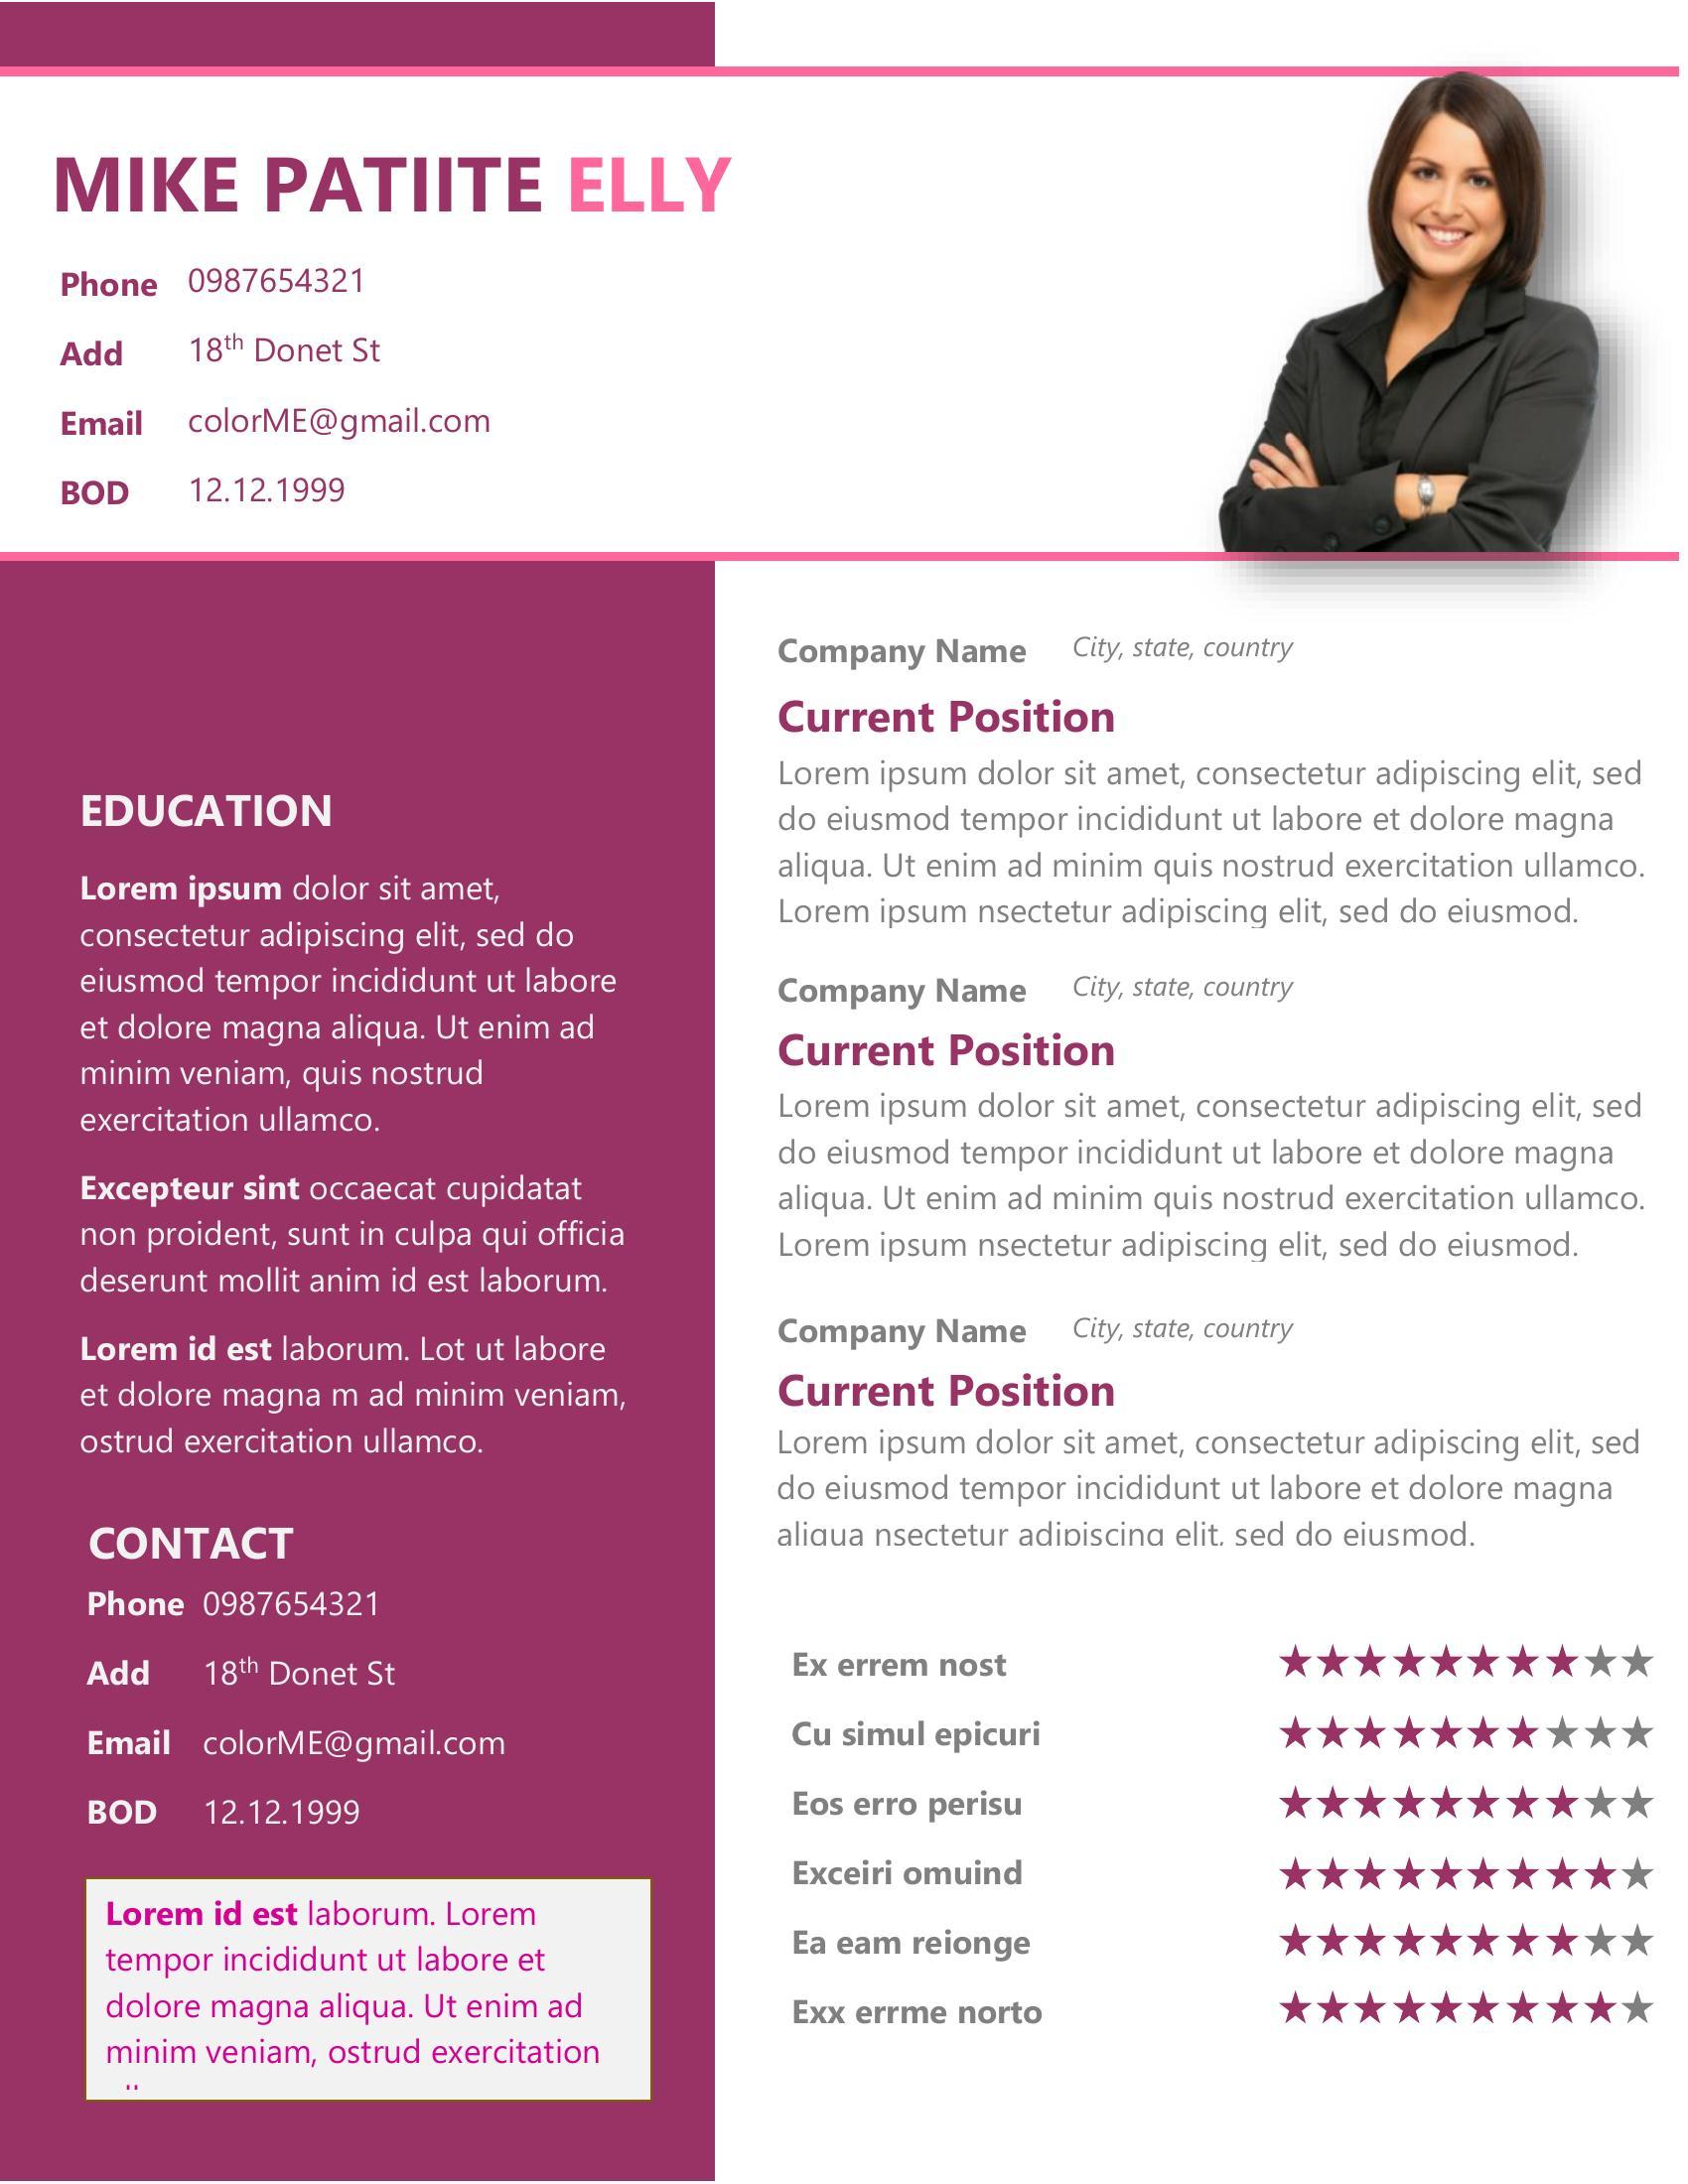 MIKE PATIITE ELLY
Phone 0987654321
Add 18th Donet St
Email colorME@gmail.com
BOD 12.12.1999
EDUCATION
Lorem ipsum dolor sit amet,
consectetur adipiscing elit, sed do
eiusmod tempor incididunt ut labore
et dolore magna aliqua. Ut enim ad
minim veniam, quis nostrud
exercitation ullamco.
Excepteur sint occaecat cupidatat
non proident, sunt in culpa qui officia
deserunt mollit anim id est laborum.
Lorem id est laborum. Lot ut labore
et dolore magna m ad minim veniam,
ostrud exercitation ullamco.
CONTACT
Phone 0987654321
Add 18th Donet St
Email colorME@gmail.com
BOD 12.12.1999
Lorem id est laborum. Lorem
tempor incididunt ut labore et
dolore magna aliqua. Ut enim ad
minim veniam, ostrud exercitation
Company Name City, state, country
Current Position
Lorem ipsum dolor sit amet, consectetur adipiscing elit, sed
do eiusmod tempor incididunt ut labore et dolore magna
aliqua. Ut enim ad minim quis nostrud exercitation ullamco.
Lorem ipsum nsectetur adipiscing elit, sed do eiusmod.
Company Name City, state, country
Current Position
Lorem ipsum dolor sit amet, consectetur adipiscing elit, sed
do eiusmod tempor incididunt ut labore et dolore magna
aliqua. Ut enim ad minim quis nostrud exercitation ullamco.
Lorem ipsum nsectetur adipiscing elit, sed do eiusmod.
Company Name City, state, country
Current Position
Lorem ipsum dolor sit amet, consectetur adipiscing elit, sed
do eiusmod tempor incididunt ut labore et dolore magna
aliqua nsectetur adipiscing elit, sed do eiusmod.
Ex errem nost
Cu simul epicuri
Eos erro perisu
Exceiri omuind
Ea eam reionge
Exx errme norto